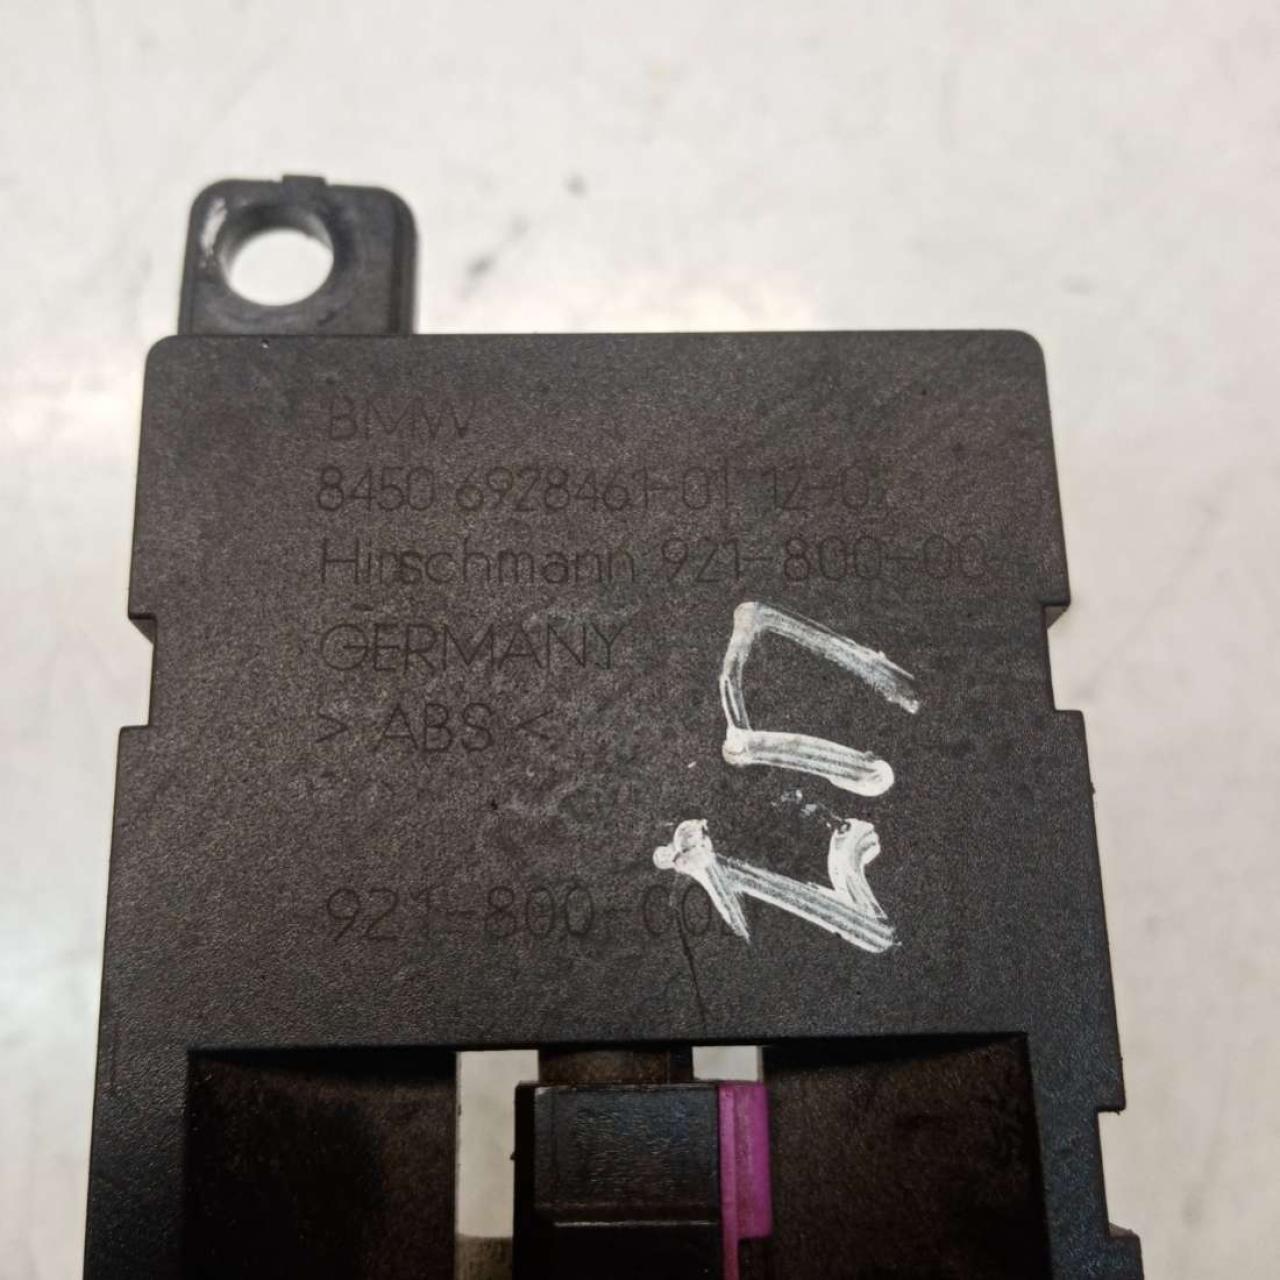 BMW
8450 6928461-01 12-0
Hirschmann 921-800-00
GERMANY
> ABS <
921-800-00